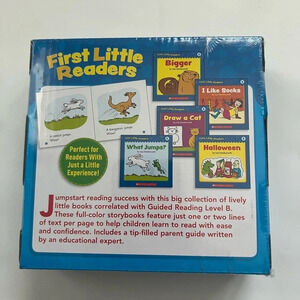 First Little
Readers
Bigger
I Like Books
Draw a Cat
What Jumps?
Halloween
SCHOLASTIC
Perfect for
Readers With
Just a Little
Experience!
Jumpstart reading success with this big collection of lively
little books correlated with Guided Reading Level B.
These full-color storybooks feature just one or two lines
of text per page to help children learn to read with ease
and confidence. Includes a tip-filled parent guide written
by an educational expert.